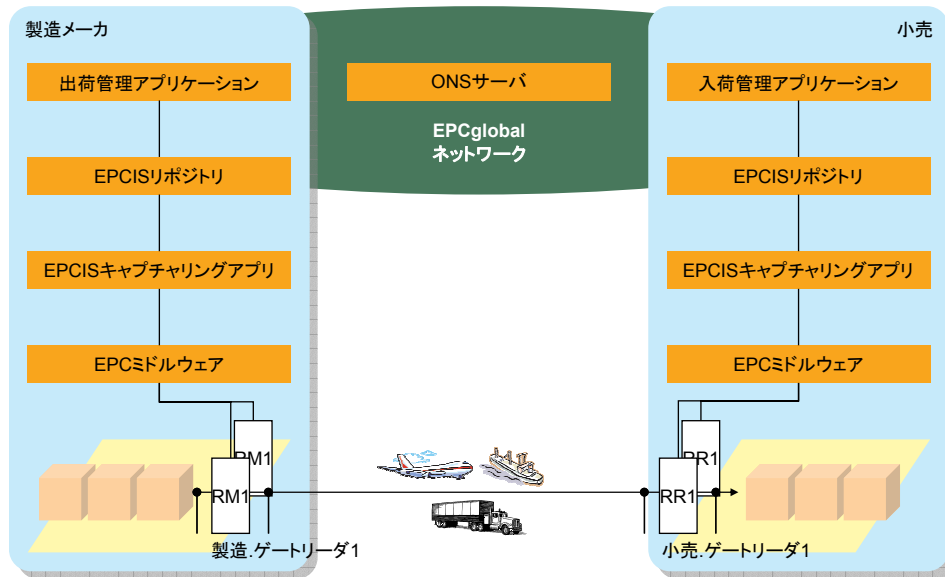 製造メーカ
小売
出荷管理アプリケーション
ONSサーバ
入荷管理アプリケーション
EPCglobal
ネットワーク
EPCISリポジトリ
EPCISリポジトリ
EPCISキャプチャリングアプリ
EPCISキャプチャリングアプリ
EPCミドルウェア
EPCミドルウェア
RM1
RR1
RM1
RR1
製造.ゲートリーダ1
小売.ゲートリーダ1